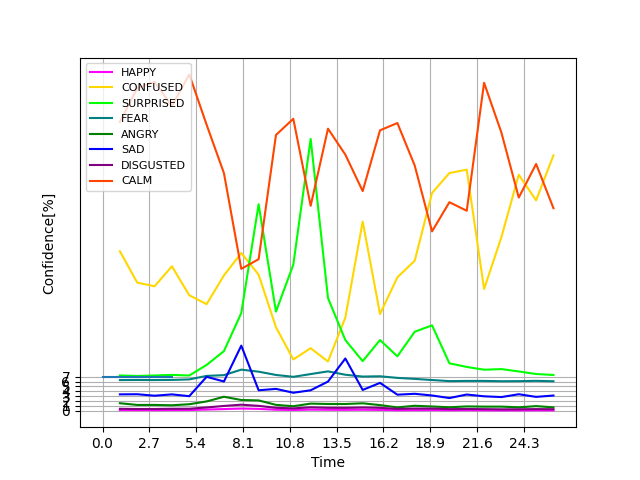 HAPPY
CONFUSED
SURPRISED
FEAR
ANGRY
SAD
DISGUSTED
CALM
Confidence[%]
7
6
5
4
3
2
1
0
0.0 2.7 5.4 8.1 10.8 13.5 16.2 18.9 21.6 24.3
Time